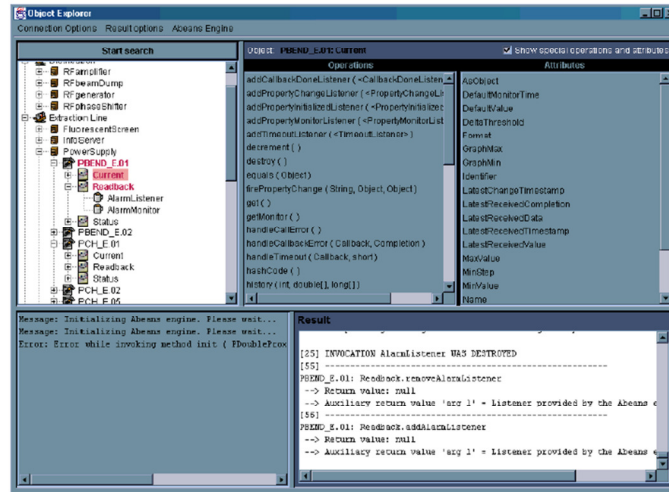 Object Explorer
Connection Options Result options Abeans Engine
Start search
RFamplifier
RFbeamDump
RFgenerator
RFphaseShifter
Extraction Line
FluorescentScreen
InfoServer
PowerSupply
PBEND_E.01
Current
Readback
AlarmListener
AlarmMonitor
Status
PBEND_E.02
PCH_E.01
Current
Readback
Status
PCH_E.02
PCH_E.05
Object: PBEND_E.01: Current
Show special operations and attributes
Operations
addCallbackDoneListener ( <CallbackDoneListen
addPropertyChangeListener ( <PropertyChangeLi
addPropertyInitializedListener ( <PropertyInitializec
addPropertyMonitorListener ( <PropertyMonitorList
addTimeoutListener ( <TimeoutListener> )
decrement ( )
destroy ( )
equals ( Object )
firePropertyChange ( String, Object, Object )
get ( )
getMonitor ( )
handleCallError ( )
handleCallbackError ( Callback, Completion )
handleTimeout ( Callback, short )
hashCode ( )
history ( int, double[], long[] )
Attributes
AsObject
DefaultMonitorTime
DefaultValue
DeltaThreshold
Format
GraphMax
GraphMin
Identifier
LatestChangeTimestamp
LatestReceivedCompletion
LatestReceivedData
LatestReceivedTimestamp
LatestReceivedValue
MaxValue
MinStep
MinValue
Name
Message: Initializing Abeans engine. Please wait...
Message: Initializing Abeans engine. Please wait...
Error: Error while invoking method init ( PDoubleProx
Result
[25] INVOCATION AlarmListener WAS DESTROYED
[55] ------------------------------------------------
PBEND_E.01: Readback.removeAlarmListener
--> Return value: null
--> Auxiliary return value 'arg 1' = Listener provided by the Abeans e
[56] ------------------------------------------------
PBEND_E.01: Readback.addAlarmListener
--> Return value: null
--> Auxiliary return value 'arg 1' = Listener provided by the Abeans e